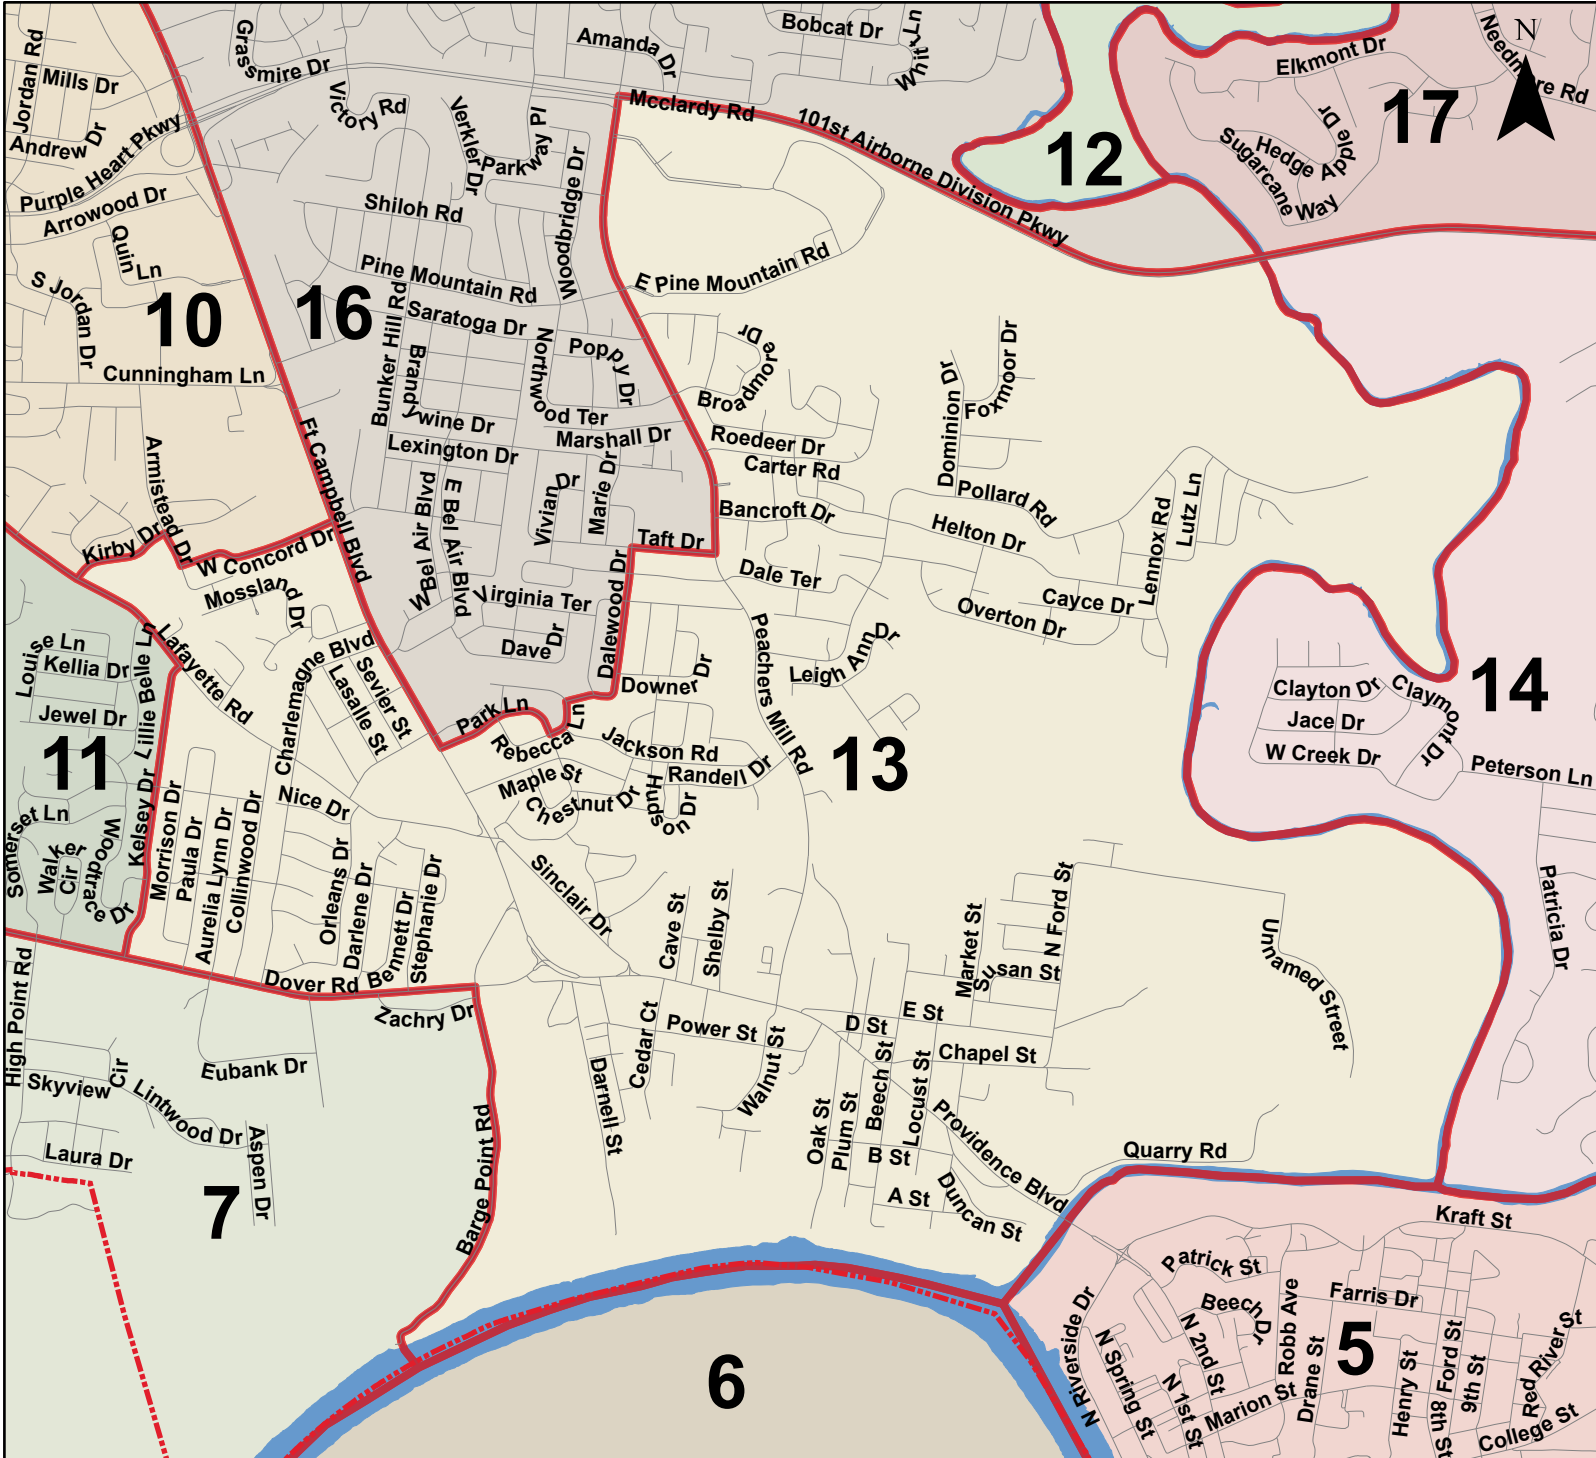 Jordan Rd
Mills Dr
Andrew Dr
Purple Heart Pkwy
Arrowood Dr
Quin Ln
S Jordan Dr
10
Cunningham Ln
Armistead Dr
Kirby Dr
W Concord Dr
Mossland Dr
Ft Campbell Blvd
Grassmire Dr
Victory Rd
Verkler Dr
Parkway Pl
Amanda Dr
Bobcat Dr
Whitt Ln
Mcclardy Rd
101st Airborne Division Pkwy
Woodbridge Dr
Shiloh Rd
Pine Mountain Rd
E Pine Mountain Rd
16
Bunker Hill Rd
Saratoga Dr
Brandywine Dr
Northwood Ter
Poppy Dr
Marshall Dr
Lexington Dr
W Bel Air Blvd
E Bel Air Blvd
Vivian Dr
Marie Dr
Taft Dr
Virginia Ter
Dave Dr
Dalewood Dr
Park Ln
12
17
N
Needmore Rd
Elkmont Dr
Hedge Apple Dr
Sugarcane Way
Broadmore Dr
Roedeer Dr
Carter Rd
Bancroft Dr
Dominion Dr
Foxmoor Dr
Pollard Rd
Helton Dr
Lennox Rd
Lutz Ln
Cayce Dr
Overton Dr
Dale Ter
Leigh Ann Dr
Peachers Mill Rd
Downer Dr
Rebecca Ln
Jackson Rd
Randell Dr
Hudson Dr
Maple St
Chestnut Dr
13
14
Clayton Dr
Claymont Dr
Jace Dr
W Creek Dr
Peterson Ln
Patricia Dr
Louise Ln
Kellia Dr
Jewel Dr
Lillie Belle Ln
11
Kelsey Dr
Somerset Ln
Walker Cir
Woodtrace Dr
Lafayette Rd
Charlemagne Blvd
Sevier St
Lasalle St
Nice Dr
Morrison Dr
Paula Dr
Aurelia Lynn Dr
Collinwood Dr
Orleans Dr
Darlene Dr
Bennett Dr
Stephanie Dr
Dover Rd
Zachry Dr
Sinclair Dr
Cave St
Shelby St
Market St
Susan St
N Ford St
Unnamed Street
High Point Rd
Skyview Cir
Lintwood Dr
Eubank Dr
Aspen Dr
Laura Dr
7
Barge Point Rd
Darnell St
Cedar Ct
Power St
Walnut St
D St
E St
Chapel St
Oak St
Plum St
Beech St
Locust St
B St
A St
Duncan St
Providence Blvd
Quarry Rd
Kraft St
6
5
N Riverside Dr
Patrick St
Beech Dr
N 2nd St
N Spring St
N 1st St
Marion St
Robb Ave
Drane St
Farris Dr
Henry St
Ford St
8th St
9th St
Red River St
College St